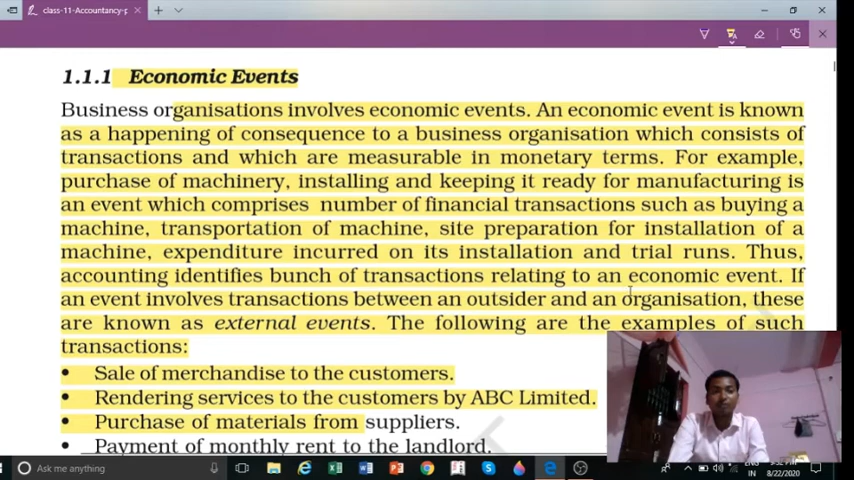 class-11-Accountancy-p
1.1.1 Economic Events
Business organisations involves economic events. An economic event is known
as a happening of consequence to a business organisation which consists of
transactions and which are measurable in monetary terms. For example,
purchase of machinery, installing and keeping it ready for manufacturing is
an event which comprises number of financial transactions such as buying a
machine, transportation of machine, site preparation for installation of a
machine, expenditure incurred on its installation and trial runs. Thus,
accounting identifies bunch of transactions relating to an economic event. If
an event involves transactions between an outsider and an organisation, these
are known as external events. The following are the examples of such
transactions:
• Sale of merchandise to the customers.
• Rendering services to the customers by ABC Limited.
• Purchase of materials from suppliers.
• Payment of monthly rent to the landlord.
Ask me anything
ENG
IN 8/22/2020